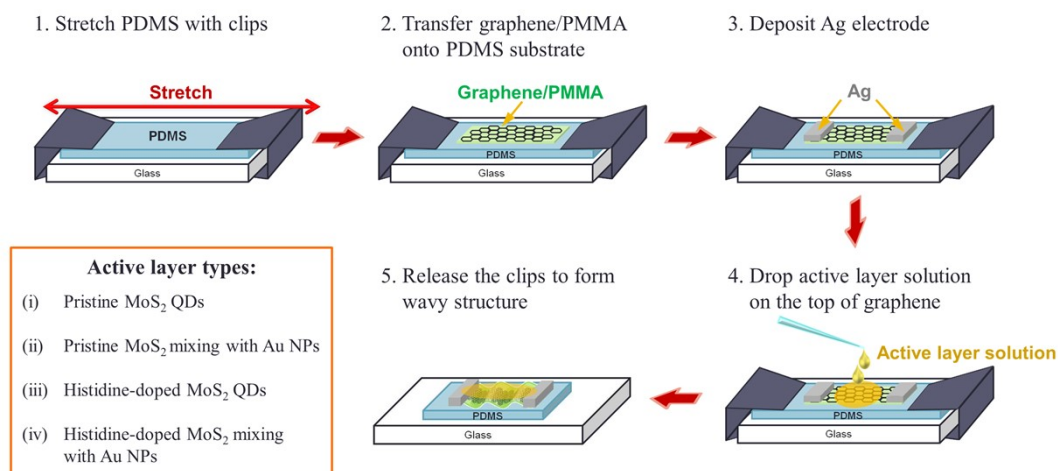 1. Stretch PDMS with clips
Stretch
PDMS
Glass
2. Transfer graphene/PMMA
onto PDMS substrate
Graphene/PMMA
PDMS
Glass
3. Deposit Ag electrode
Ag
PDMS
Glass
4. Drop active layer solution
on the top of graphene
Active layer solution
PDMS
Glass
5. Release the clips to form
wavy structure
PDMS
Glass
Active layer types:
(i) Pristine MoS₂ QDs
(ii) Pristine MoS₂ mixing with Au NPs
(iii) Histidine-doped MoS₂ QDs
(iv) Histidine-doped MoS₂ mixing
with Au NPs